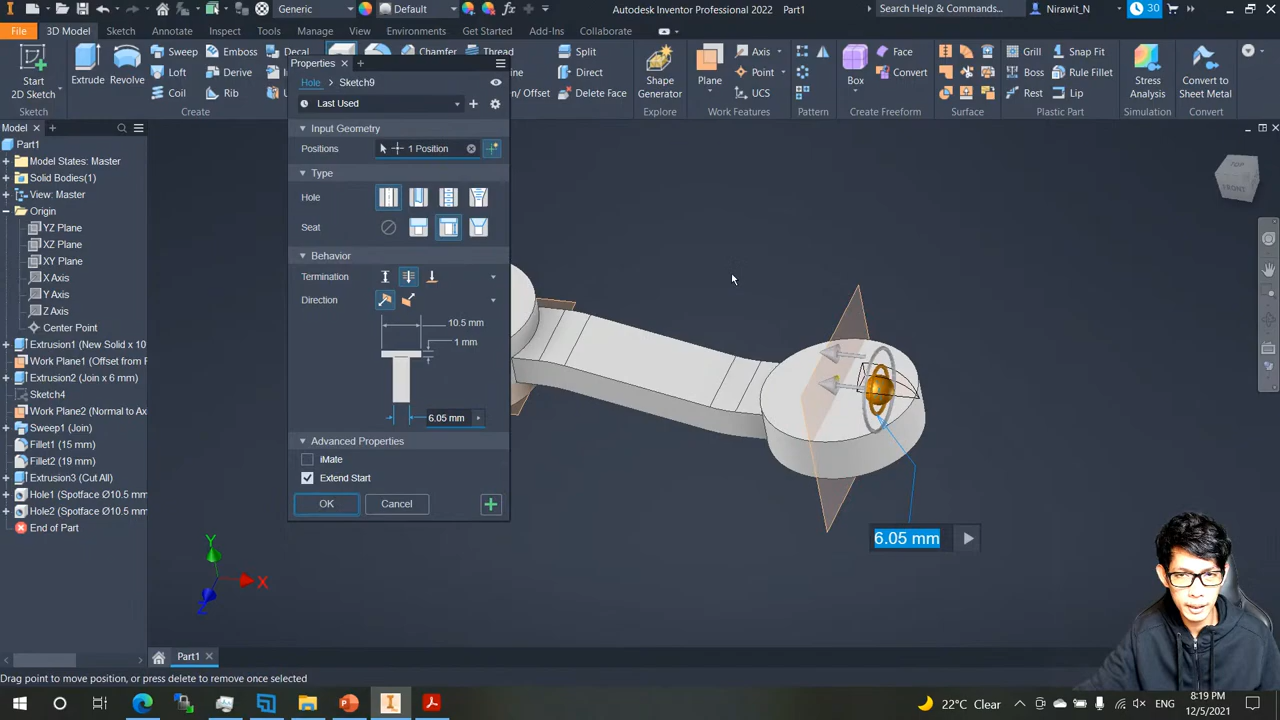 Generic
Default
Autodesk Inventor Professional 2022 Part1
Search Help & Commands...
Nirawit_N
30
File 3D Model Sketch Annotate Inspect Tools Manage View Environments Get Started Add-Ins Collaborate
Start
2D Sketch
Sketch
Extrude
Revolve
Sweep
Loft
Coil
Emboss
Derive
Rib
Decal
Create
Chamfer
Thread
Split
Direct
Delete Face
Shape
Generator
Explore
Plane
Axis
Point
UCS
Work Features
Pattern
Box
Face
Convert
Create Freeform
Surface
Grill
Boss
Rest
Snap Fit
Rule Fillet
Lip
Plastic Part
Stress
Analysis
Simulation
Convert to
Sheet Metal
Convert
Properties
Hole Sketch9
Last Used
Input Geometry
Positions 1 Position
Type
Hole
Seat
Behavior
Termination
Direction
10.5 mm
1 mm
6.05 mm
Advanced Properties
iMate
Extend Start
OK Cancel
Model
Part1
Model States: Master
Solid Bodies(1)
View: Master
Origin
YZ Plane
XZ Plane
XY Plane
X Axis
Y Axis
Z Axis
Center Point
Extrusion1 (New Solid x 10
Work Plane1 (Offset from F
Extrusion2 (Join x 6 mm)
Sketch4
Work Plane2 (Normal to Ax
Sweep1 (Join)
Fillet1 (15 mm)
Fillet2 (19 mm)
Extrusion3 (Cut All)
Hole1 (Spotface Ø10.5 mm
Hole2 (Spotface Ø10.5 mm
End of Part
TOP
FRONT
6.05 mm
Y
X
Z
Part1
Drag point to move position, or press delete to remove once selected
22°C Clear
ENG
8:19 PM
12/5/2021